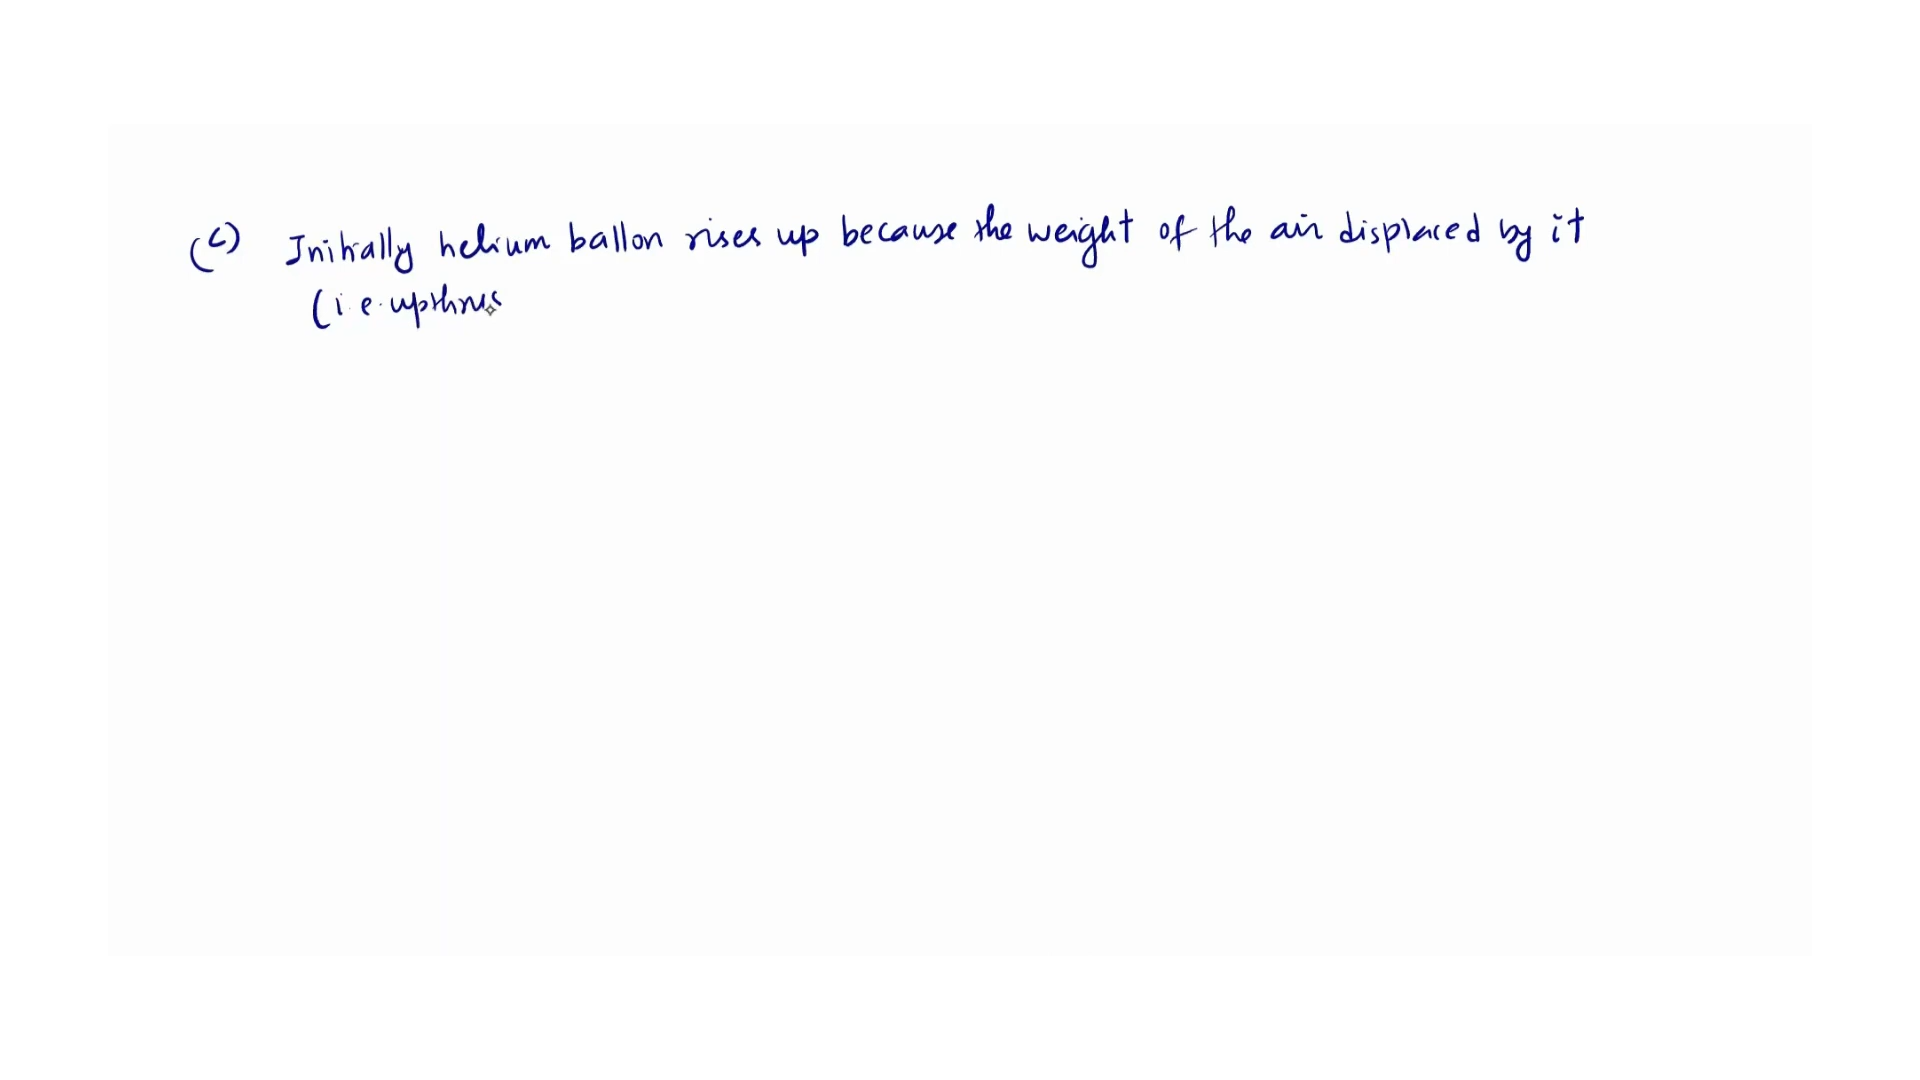 (c) Initially helium ballon rises up because the weight of the air displaced by it
(i.e. upthrus